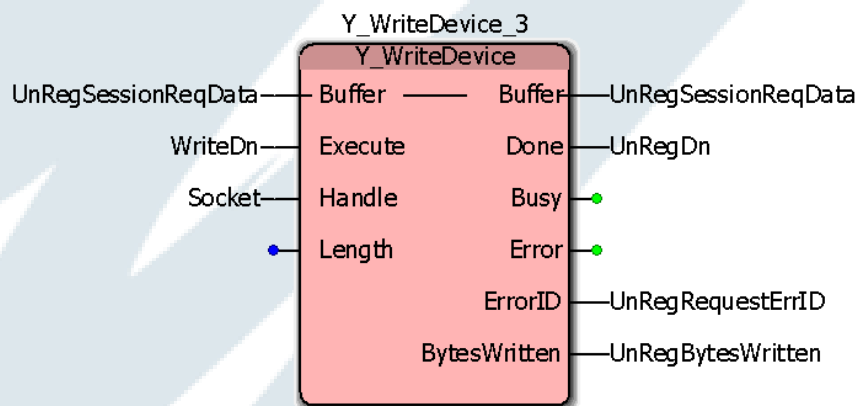 Y_WriteDevice_3
Y_WriteDevice
UnRegSessionReqData Buffer Buffer UnRegSessionReqData
WriteDn Execute Done UnRegDn
Socket Handle Busy
Length Error
ErrorID UnRegRequestErrID
BytesWritten UnRegBytesWritten